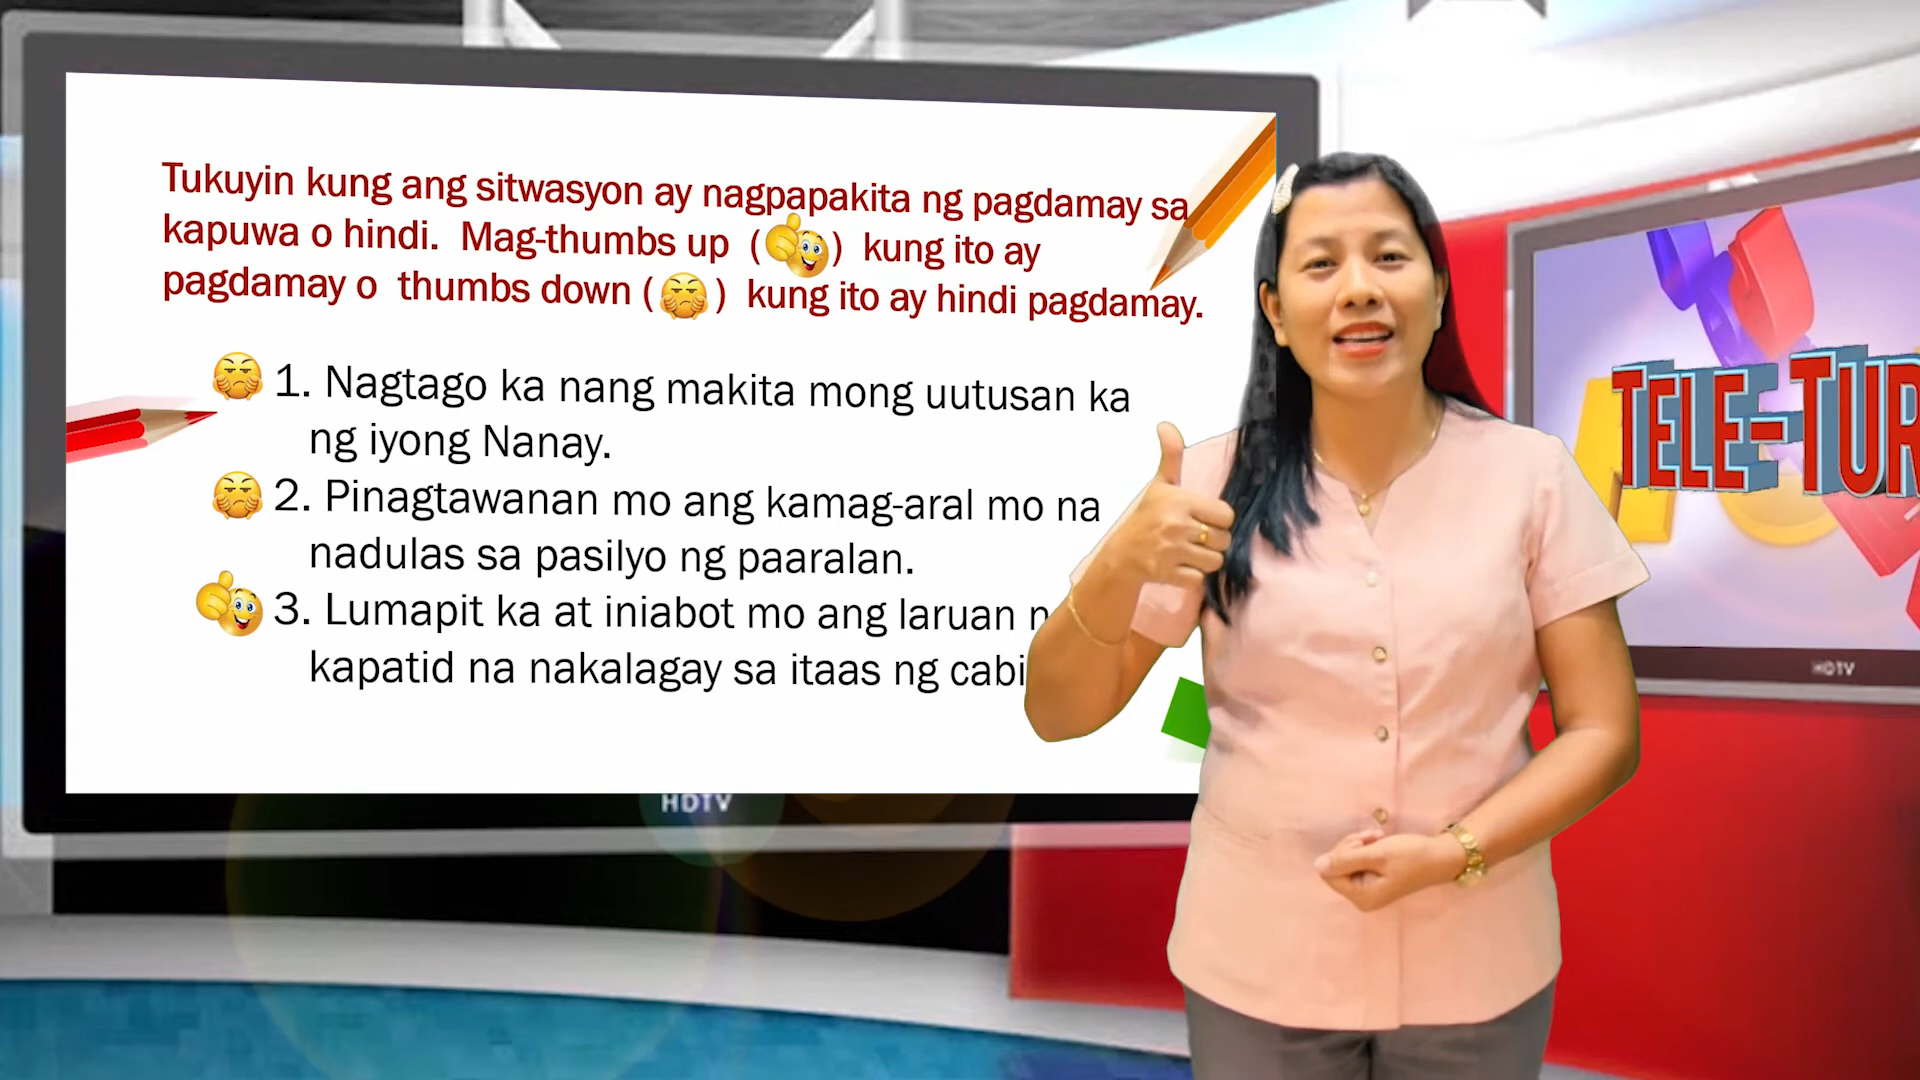 Tukuyin kung ang sitwasyon ay nagpapakita ng pagdamay sa
kapuwa o hindi. Mag-thumbs up ( ) kung ito ay
pagdamay o thumbs down ( ) kung ito ay hindi pagdamay.
1. Nagtago ka nang makita mong uutusan ka
ng iyong Nanay.
2. Pinagtawanan mo ang kamag-aral mo na
nadulas sa pasilyo ng paaralan.
3. Lumapit ka at iniabot mo ang laruan
kapatid na nakalagay sa itaas ng
HDTV
TELE-TUR
HDTV